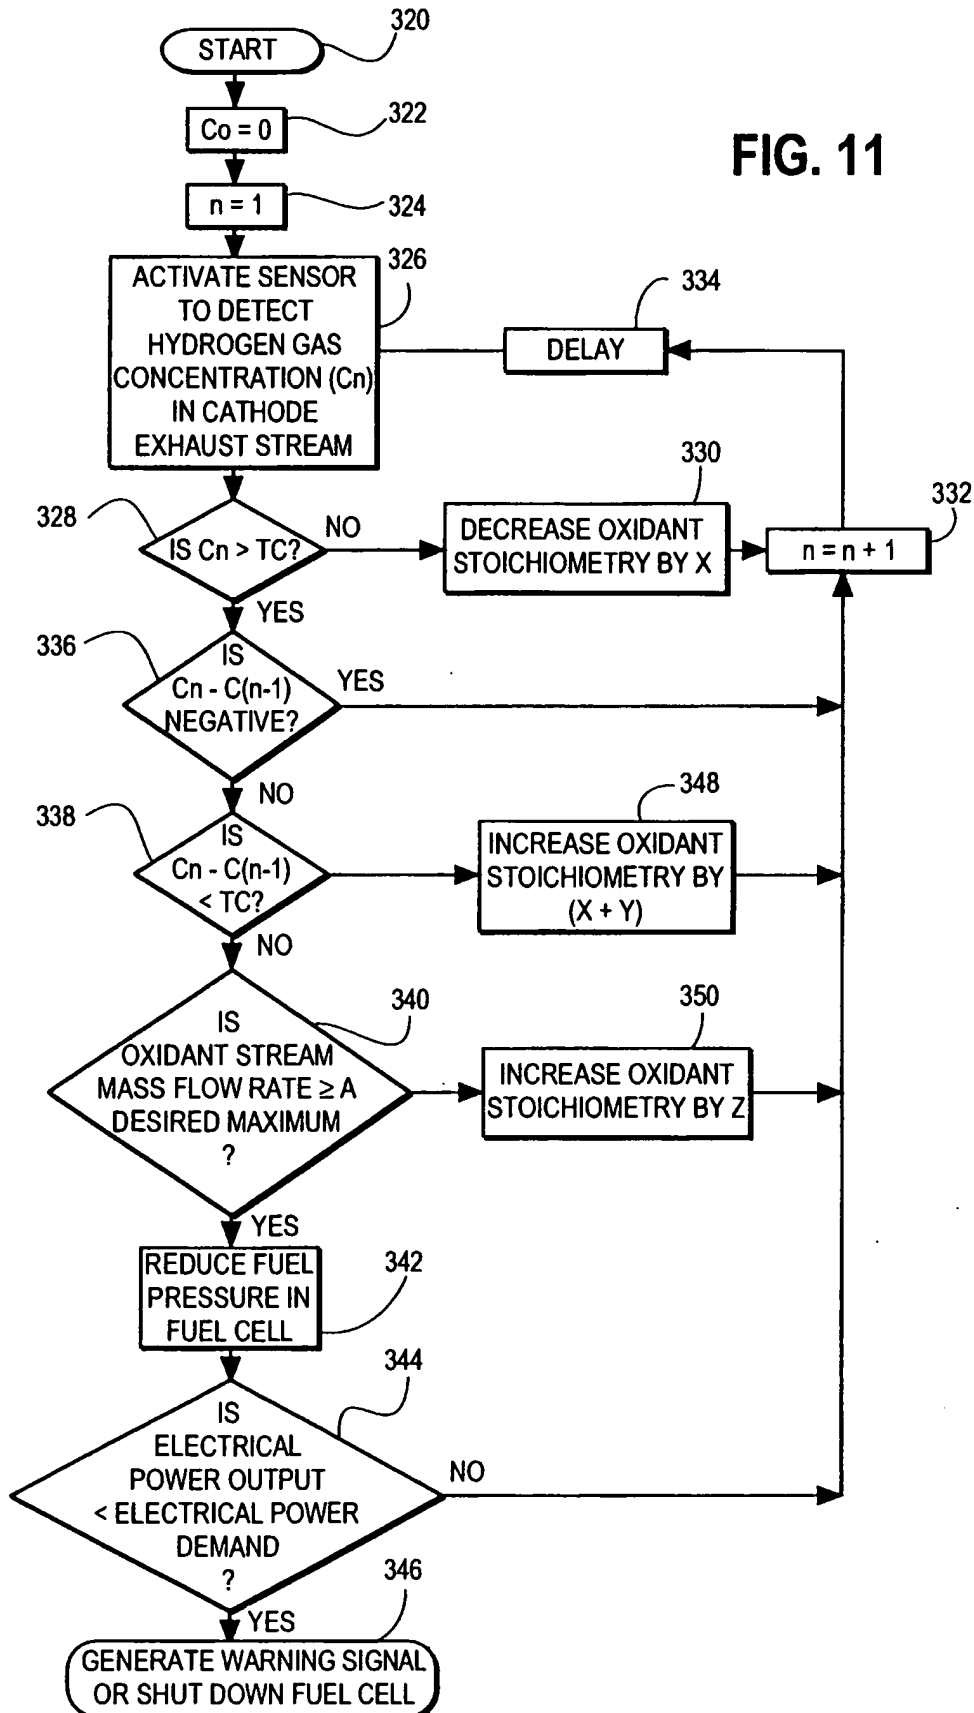 320
START
322
Co = 0
FIG. 11
n = 1
324
326
ACTIVATE SENSOR
TO DETECT
HYDROGEN GAS
CONCENTRATION (Cn)
IN CATHODE
EXHAUST STREAM
334
DELAY
328
IS Cn > TC?
NO
330
DECREASE OXIDANT
STOICHIOMETRY BY X
332
n = n + 1
YES
336
IS
Cn - C(n-1)
NEGATIVE?
YES
NO
338
IS
Cn - C(n-1)
< TC?
348
INCREASE OXIDANT
STOICHIOMETRY BY
(X + Y)
NO
340
IS
OXIDANT STREAM
MASS FLOW RATE ≥ A
DESIRED MAXIMUM
?
350
INCREASE OXIDANT
STOICHIOMETRY BY Z
YES
REDUCE FUEL
PRESSURE IN
FUEL CELL
342
344
IS
ELECTRICAL
POWER OUTPUT
< ELECTRICAL POWER
DEMAND
?
NO
YES
346
GENERATE WARNING SIGNAL
OR SHUT DOWN FUEL CELL